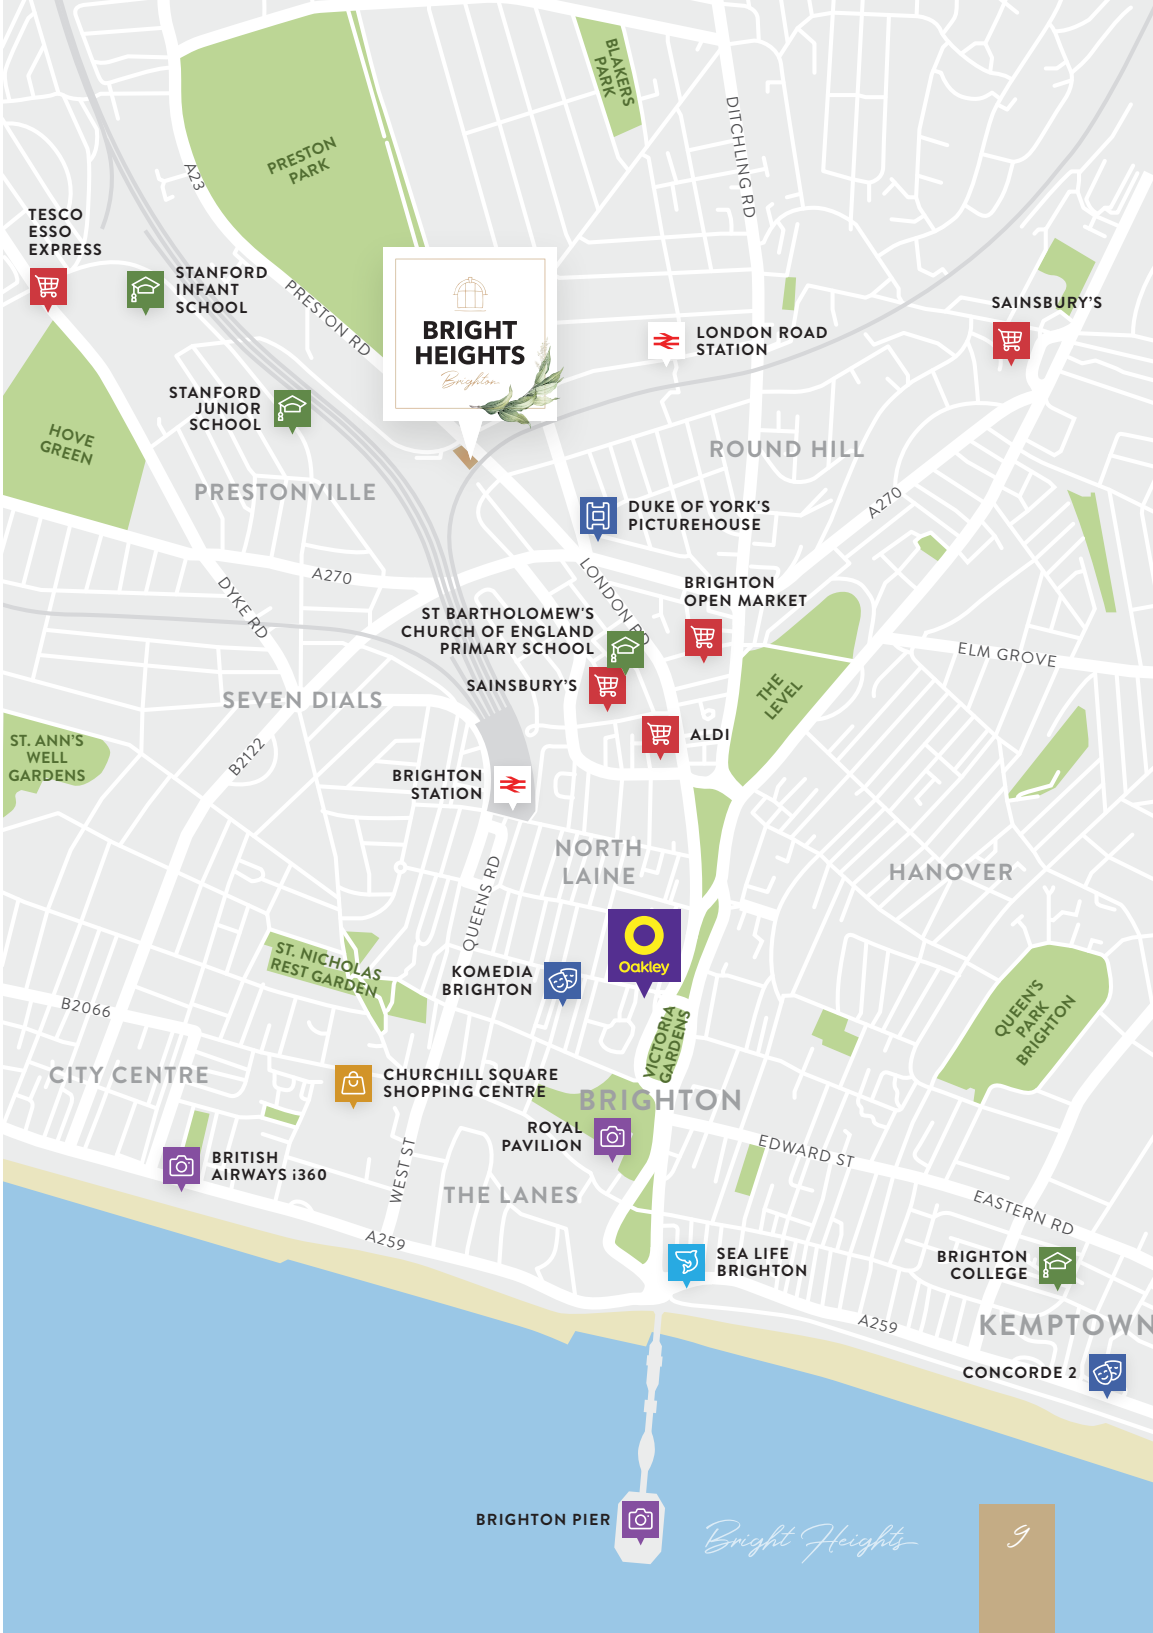 BLAKERS
PARK
DITCHLING RD
PRESTON
PARK
A23
TESCO
ESSO
EXPRESS
STANFORD
INFANT
SCHOOL
PRESTON RD
BRIGHT
HEIGHTS
Brighton
LONDON ROAD
STATION
SAINSBURY'S
STANFORD
JUNIOR
SCHOOL
HOVE
GREEN
ROUND HILL
PRESTONVILLE
A270
DUKE OF YORK'S
PICTUREHOUSE
A270
DYKE RD
LONDON RD
BRIGHTON
OPEN MARKET
ST BARTHOLOMEW'S
CHURCH OF ENGLAND
PRIMARY SCHOOL
ELM GROVE
SAINSBURY'S
THE
LEVEL
SEVEN DIALS
ALDI
ST. ANN'S
WELL
GARDENS
B2122
BRIGHTON
STATION
NORTH
LAINE
HANOVER
QUEENS RD
Oakley
ST. NICHOLAS
REST GARDEN
KOMEDIA
BRIGHTON
B2066
VICTORIA
GARDENS
QUEEN'S
PARK
BRIGHTON
CITY CENTRE
CHURCHILL SQUARE
SHOPPING CENTRE
BRIGHTON
ROYAL
PAVILION
BRITISH
AIRWAYS i360
WEST ST
EDWARD ST
THE LANES
EASTERN RD
A259
SEA LIFE
BRIGHTON
BRIGHTON
COLLEGE
A259
KEMPTOWN
CONCORDE 2
BRIGHTON PIER
Bright Heights
9